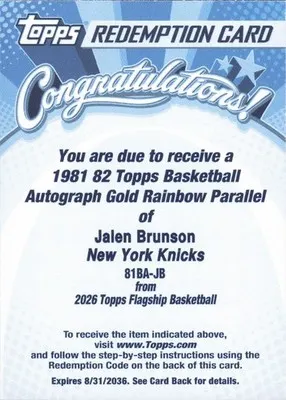 Topps REDEMPTION CARD
Congratulations!
You are due to receive a
1981 82 Topps Basketball
Autograph Gold Rainbow Parallel
of
Jalen Brunson
New York Knicks
81BA-JB
from
2026 Topps Flagship Basketball
To receive the item indicated above,
visit www.Topps.com
and follow the step-by-step instructions using the
Redemption Code on the back of this card.
Expires 8/31/2036. See Card Back for details.